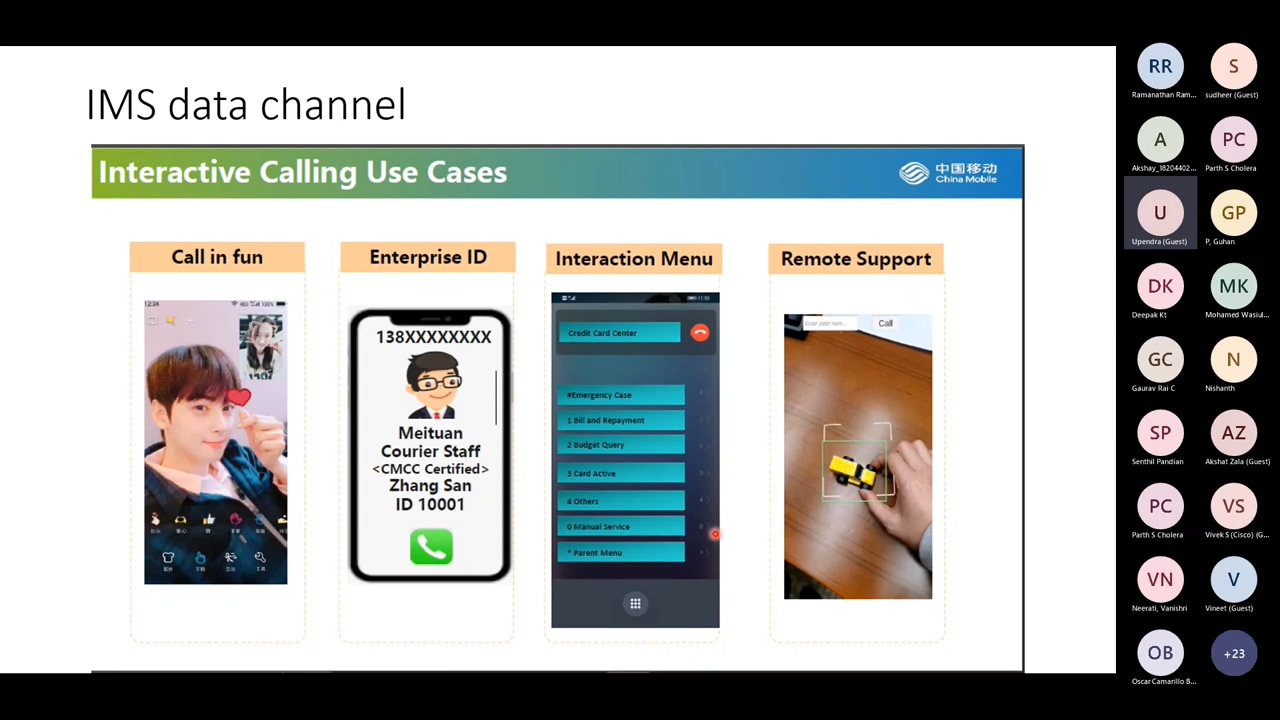 IMS data channel
Interactive Calling Use Cases
中国移动
China Mobile
Call in fun
12:34
100%
Enterprise ID
138XXXXXXXX
Meituan
Courier Staff
<CMCC Certified>
Zhang San
ID 10001
Interaction Menu
Credit Card Center
#Emergency Case
1 Bill and Repayment
2 Budget Query
3 Card Active
4 Others
0 Manual Service
* Parent Menu
Remote Support
Call
RR
Ramanathan Ram...
S
sudheer (Guest)
A
Akshay_18204402...
PC
Parth S Cholera
U
Upendra (Guest)
GP
P, Guhan
DK
Deepak Kt
MK
Mohamed Wasiul...
GC
Gaurav Rai C
N
Nishanth
SP
Senthil Pandian
AZ
Akshat Zala (Guest)
PC
Parth S Cholera
VS
Vivek S (Cisco) (G...
VN
Neerati, Vanishri
V
Vineet (Guest)
OB
Oscar Camarillo B...
+23